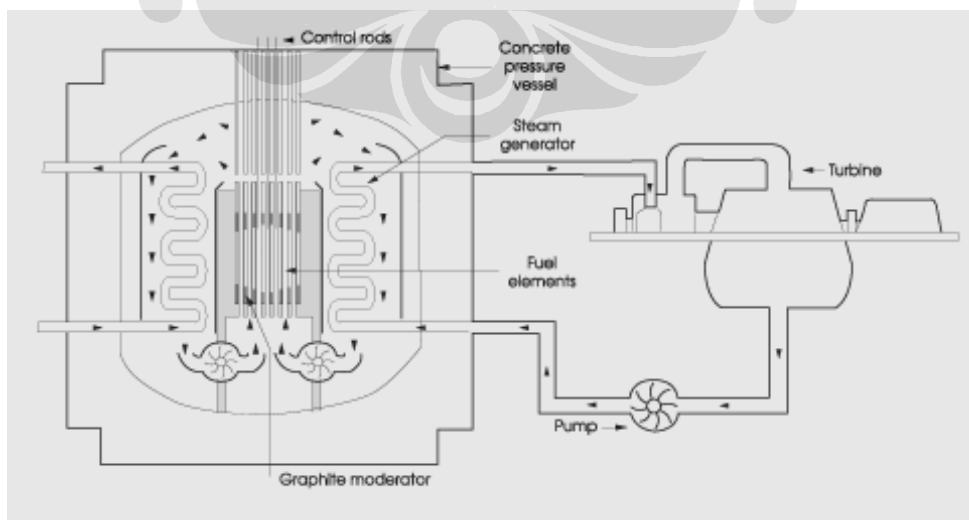 Control rods
Concrete
pressure
vessel
Steam
generator
Turbine
Fuel
elements
Pump
Graphite moderator